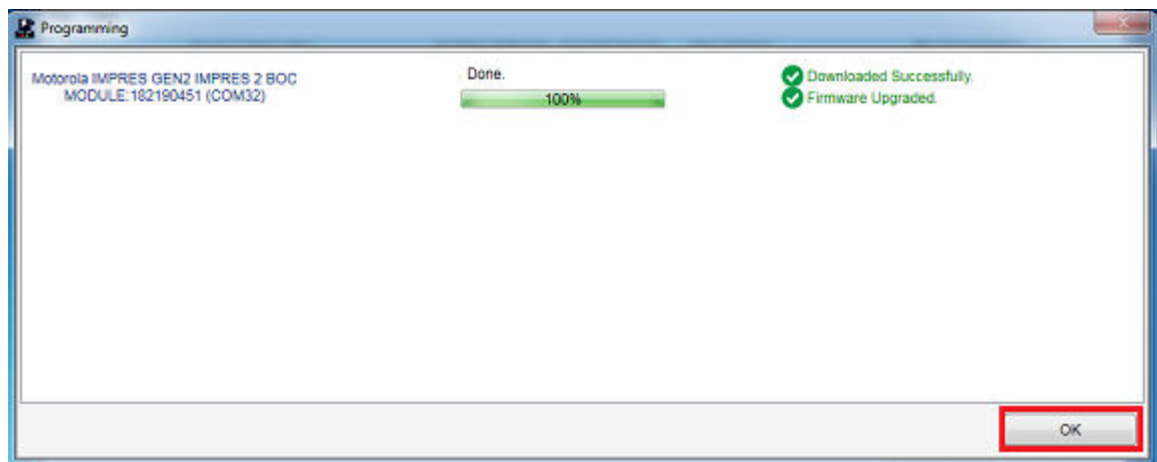 Programming
Motorola IMPRES GEN2 IMPRES 2 BOC
MODULE:182190451 (COM32)
Done.
100%
Downloaded Successfully.
Firmware Upgraded.
OK